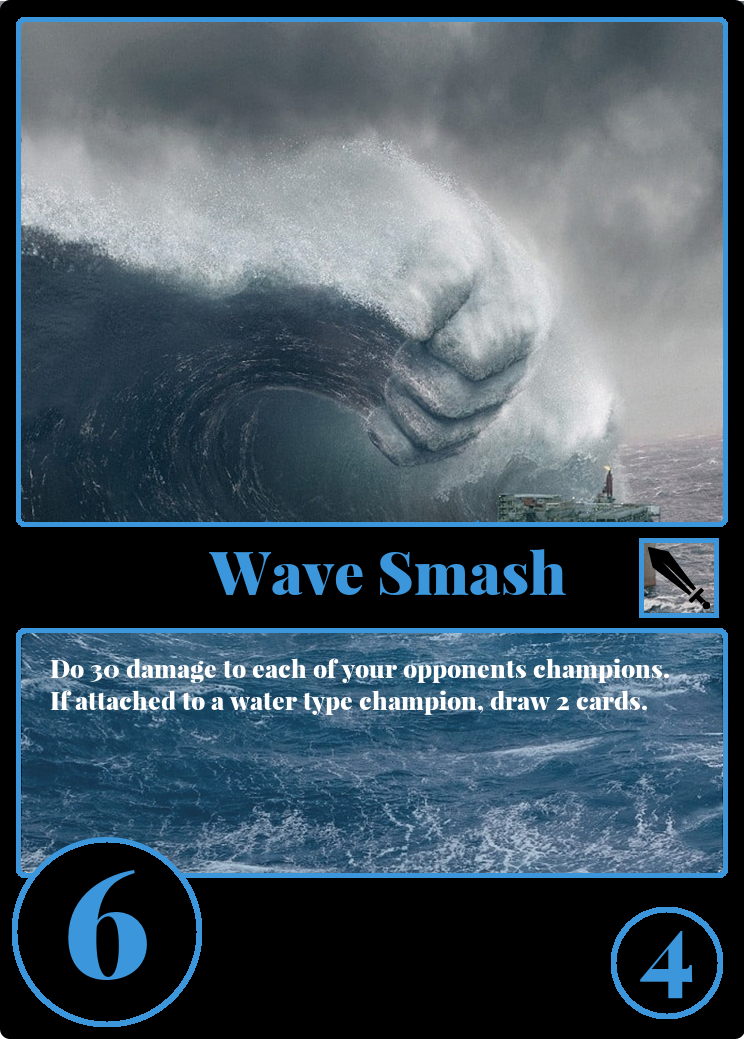 Wave Smash
Do 30 damage to each of your opponents champions.
If attached to a water type champion, draw 2 cards.
6
4